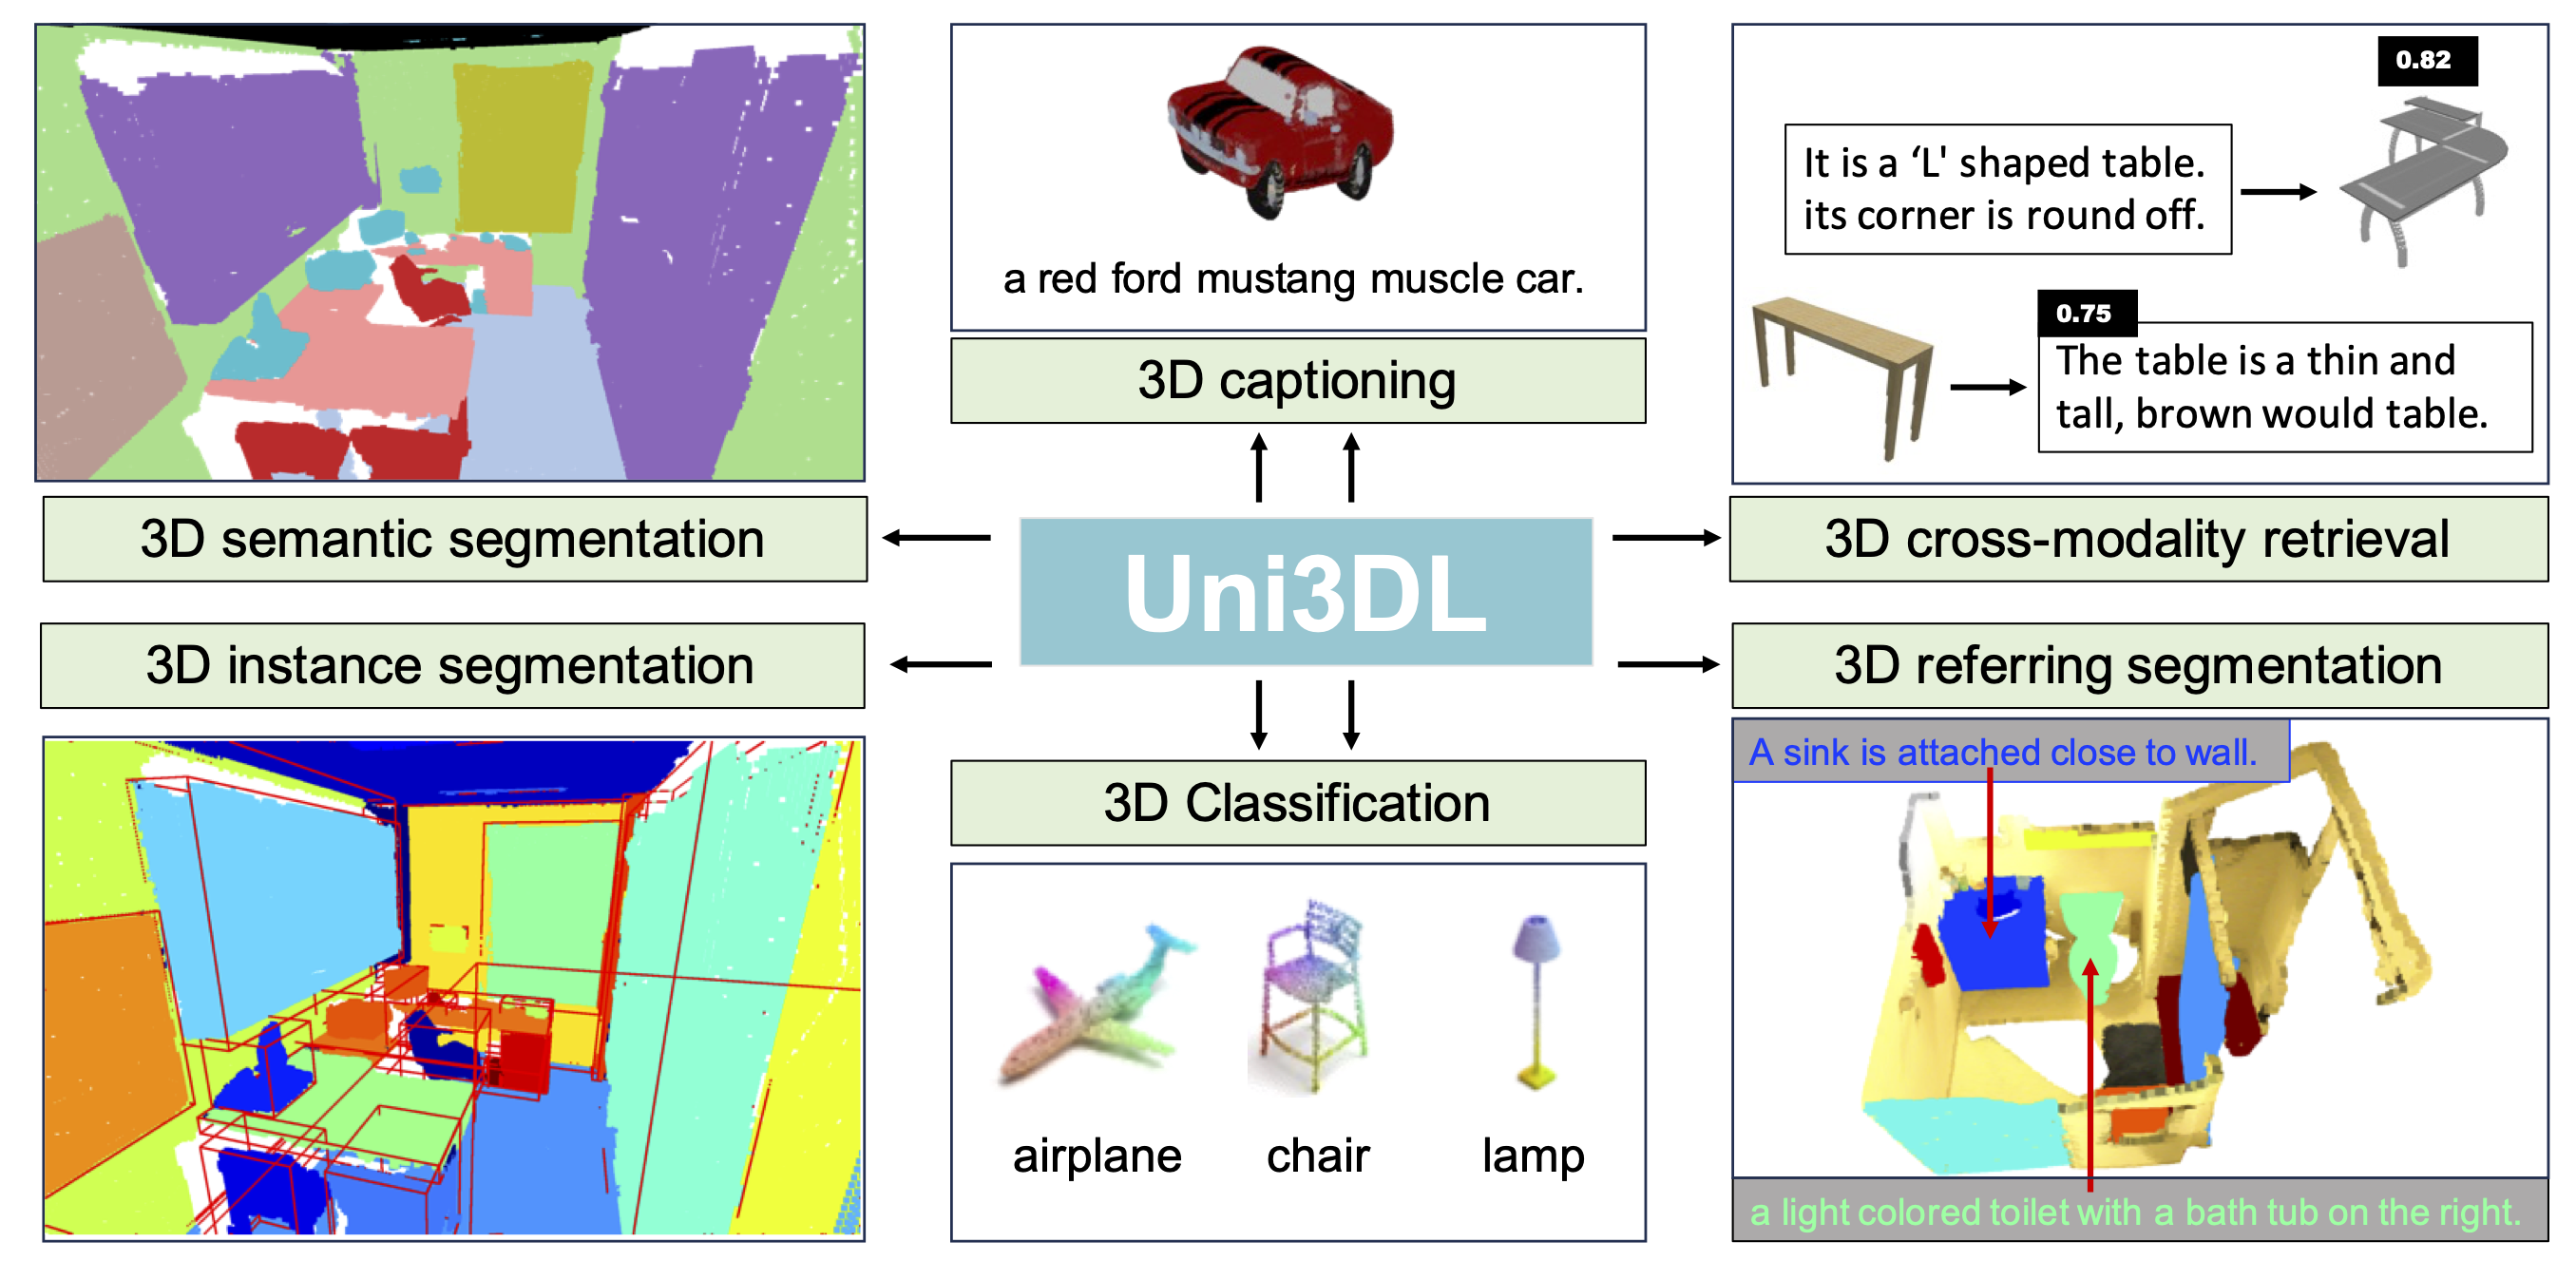 0.82
It is a ‘L' shaped table.
its corner is round off.
0.75
The table is a thin and
tall, brown would table.
a red ford mustang muscle car.
3D captioning
3D semantic segmentation
3D cross-modality retrieval
Uni3DL
3D instance segmentation
3D referring segmentation
A sink is attached close to wall.
3D Classification
airplane
chair
lamp
a light colored toilet with a bath tub on the right.